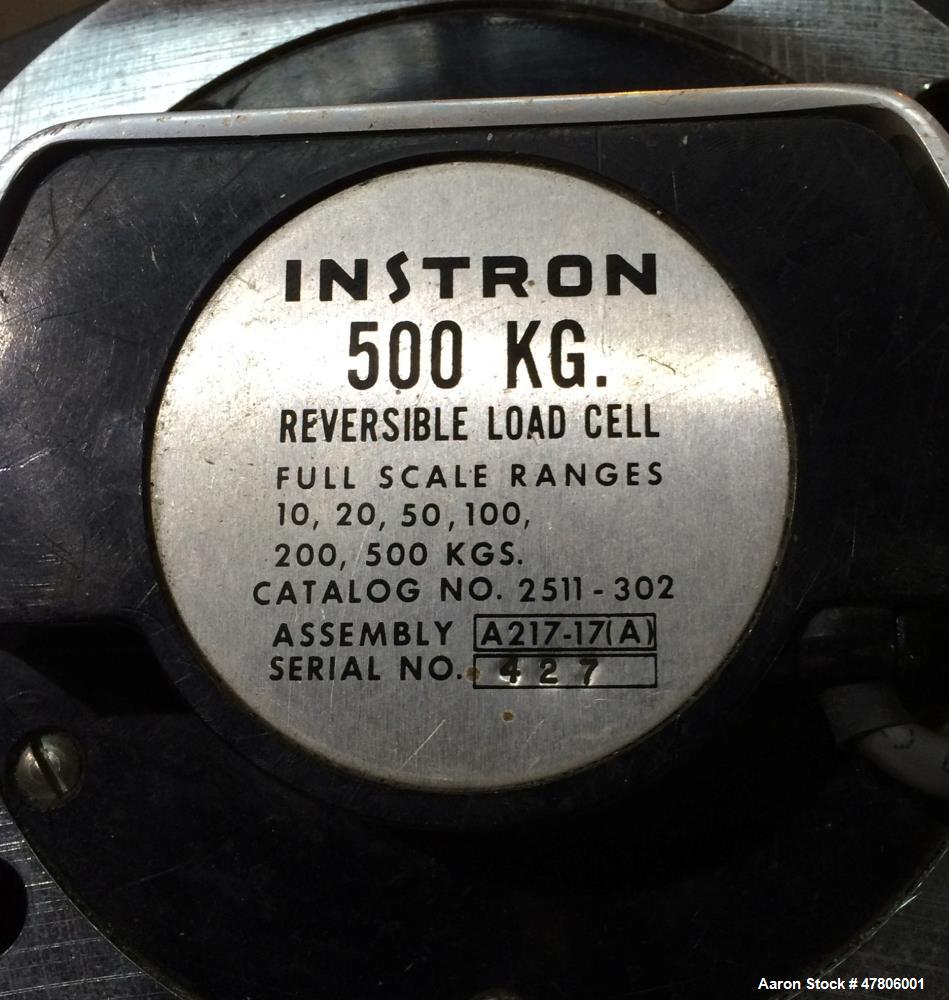 INSTRON
500 KG.
REVERSIBLE LOAD CELL
FULL SCALE RANGES
10, 20, 50, 100,
200, 500 KGS.
CATALOG NO. 2511-302
ASSEMBLY A217-17(A)
SERIAL NO. 427
Aaron Stock # 47806001